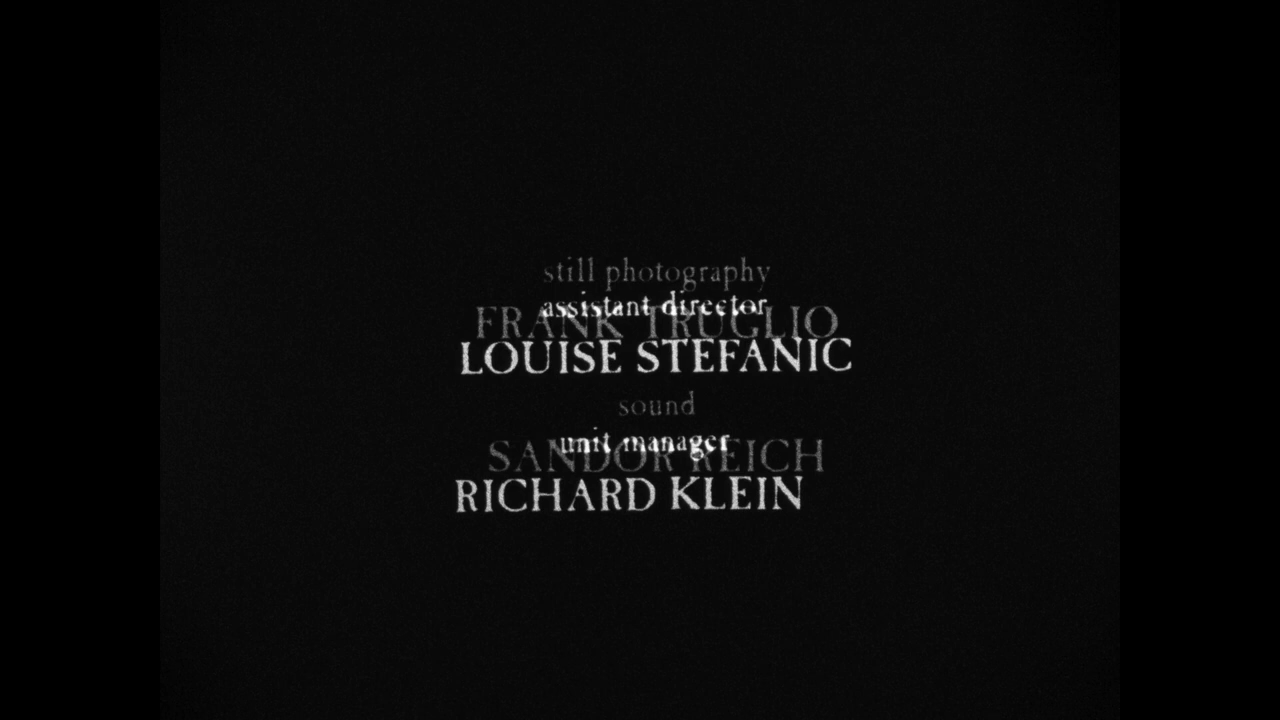 still photography
assistant director
FRANK TRUGLIO
LOUISE STEFANIC
sound
unit manager
SANDOR REICH
RICHARD KLEIN